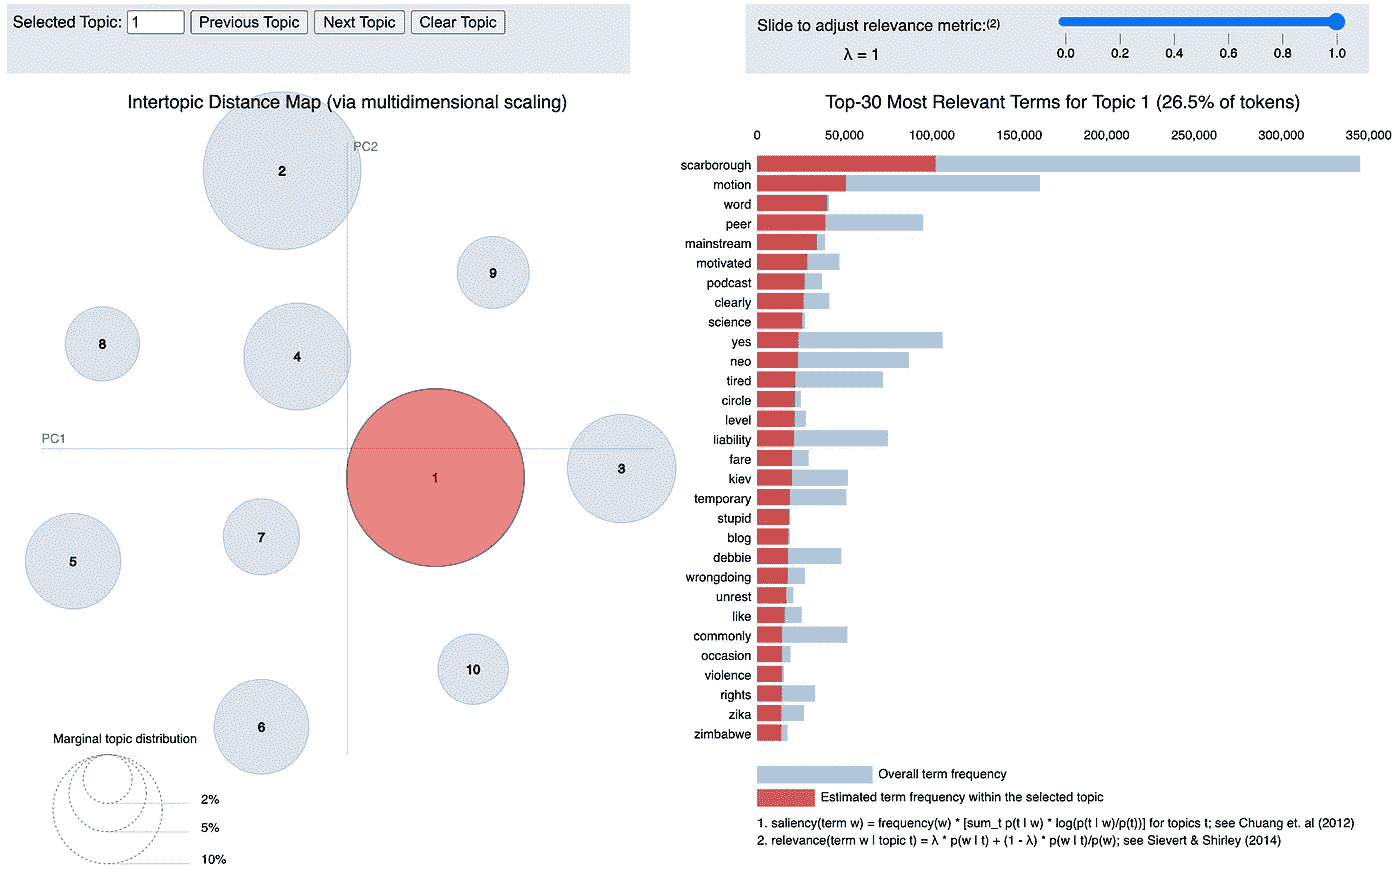 Selected Topic: 1 Previous Topic Next Topic Clear Topic
Slide to adjust relevance metric:(2)
λ = 1
0.0 0.2 0.4 0.6 0.8 1.0
Intertopic Distance Map (via multidimensional scaling)
PC2
2
9
8
4
PC1
1
3
5
7
10
6
Marginal topic distribution
2%
5%
10%
Top-30 Most Relevant Terms for Topic 1 (26.5% of tokens)
0 50,000 100,000 150,000 200,000 250,000 300,000 350,000
scarborough
motion
word
peer
mainstream
motivated
podcast
clearly
science
yes
neo
tired
circle
level
liability
fare
kiev
temporary
stupid
blog
debbie
wrongdoing
unrest
like
commonly
occasion
violence
rights
zika
zimbabwe
Overall term frequency
Estimated term frequency within the selected topic
1. saliency(term w) = frequency(w) * [sum_t p(t | w) * log(p(t | w)/p(t))] for topics t; see Chuang et. al (2012)
2. relevance(term w | topic t) = λ * p(w | t) + (1 - λ) * p(w | t)/p(w); see Sievert & Shirley (2014)